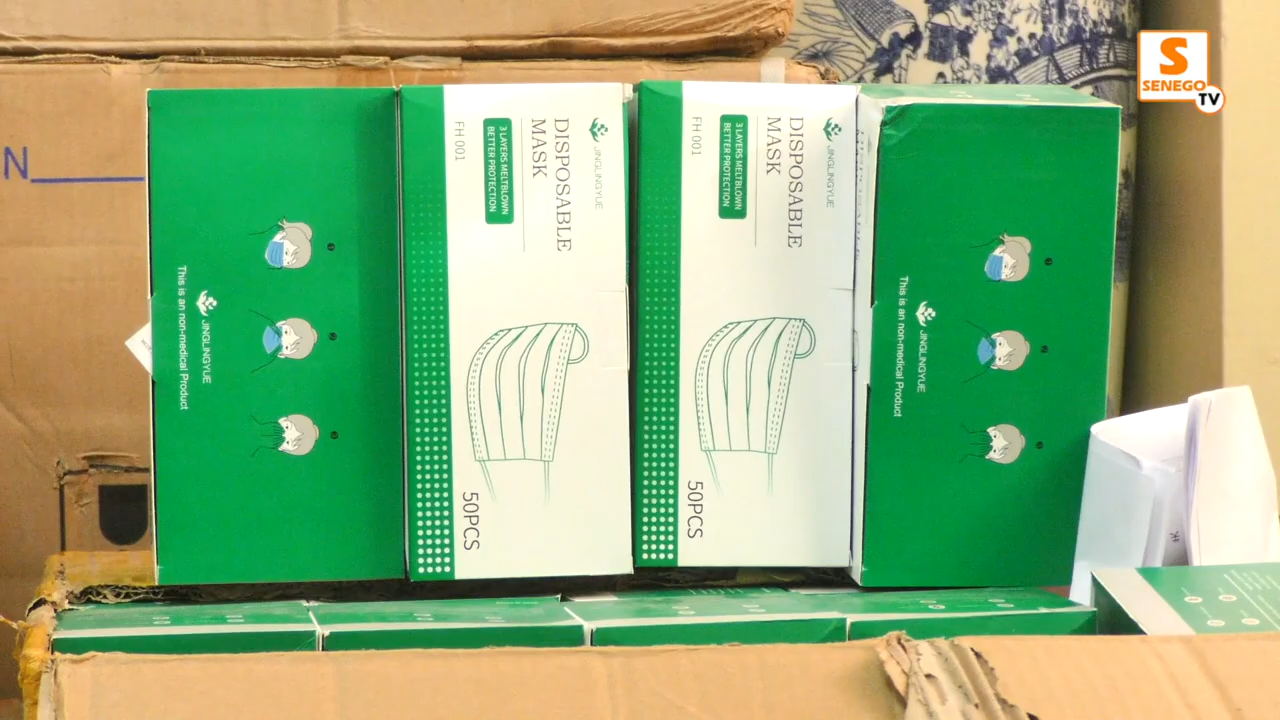 N
S
SENEGO
TV
JINGLINGYUE
This is an non-medical Product
JINGLINGYUE
DISPOSABLE
MASK
3 LAYERS MELTBLOWN
BETTER PROTECTION
FH 001
50PCS
JINGLINGYUE
DISPOSABLE
MASK
3 LAYERS MELTBLOWN
BETTER PROTECTION
FH 001
50PCS
JINGLINGYUE
This is an non-medical Product